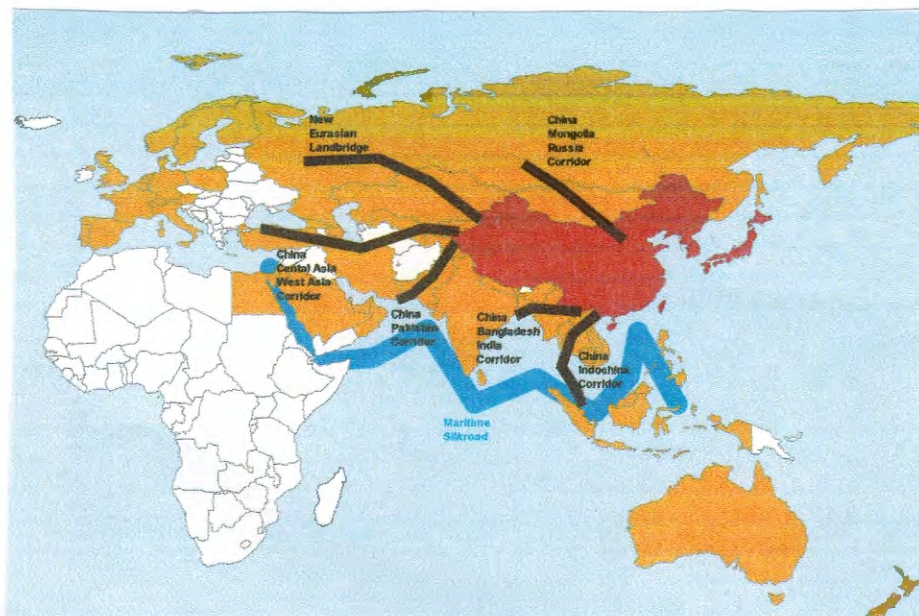 New
Eurasian
Landbridge
China
Mongolia
Russia
Corridor
China
Cental Asia
West Asia
Corridor
China
Pakistan
Corridor
China
Bangladesh
India
Corridor
China
Indoshina
Corridor
Maritime
Silkroad